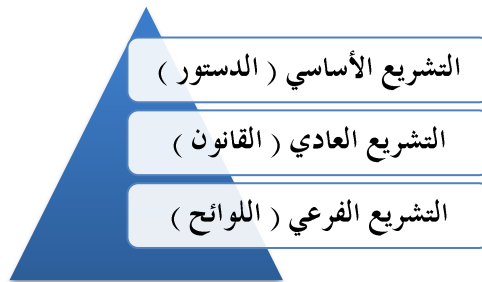 التشريع الأساسي ( الدستور )
التشريع العادي ( القانون )
التشريع الفرعي ( اللوائح )